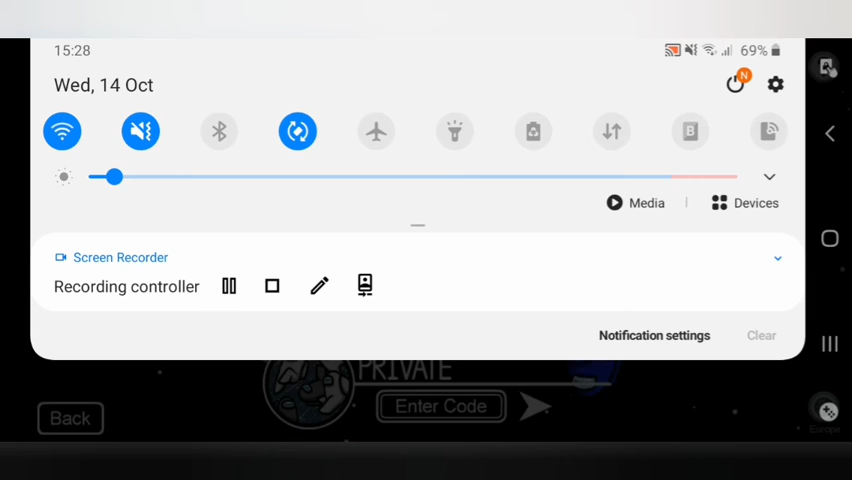 15:28
69%
Wed, 14 Oct
N
B
Media
Devices
Screen Recorder
Recording controller
Notification settings
Clear
PRIVATE
Enter Code
Back
Europe